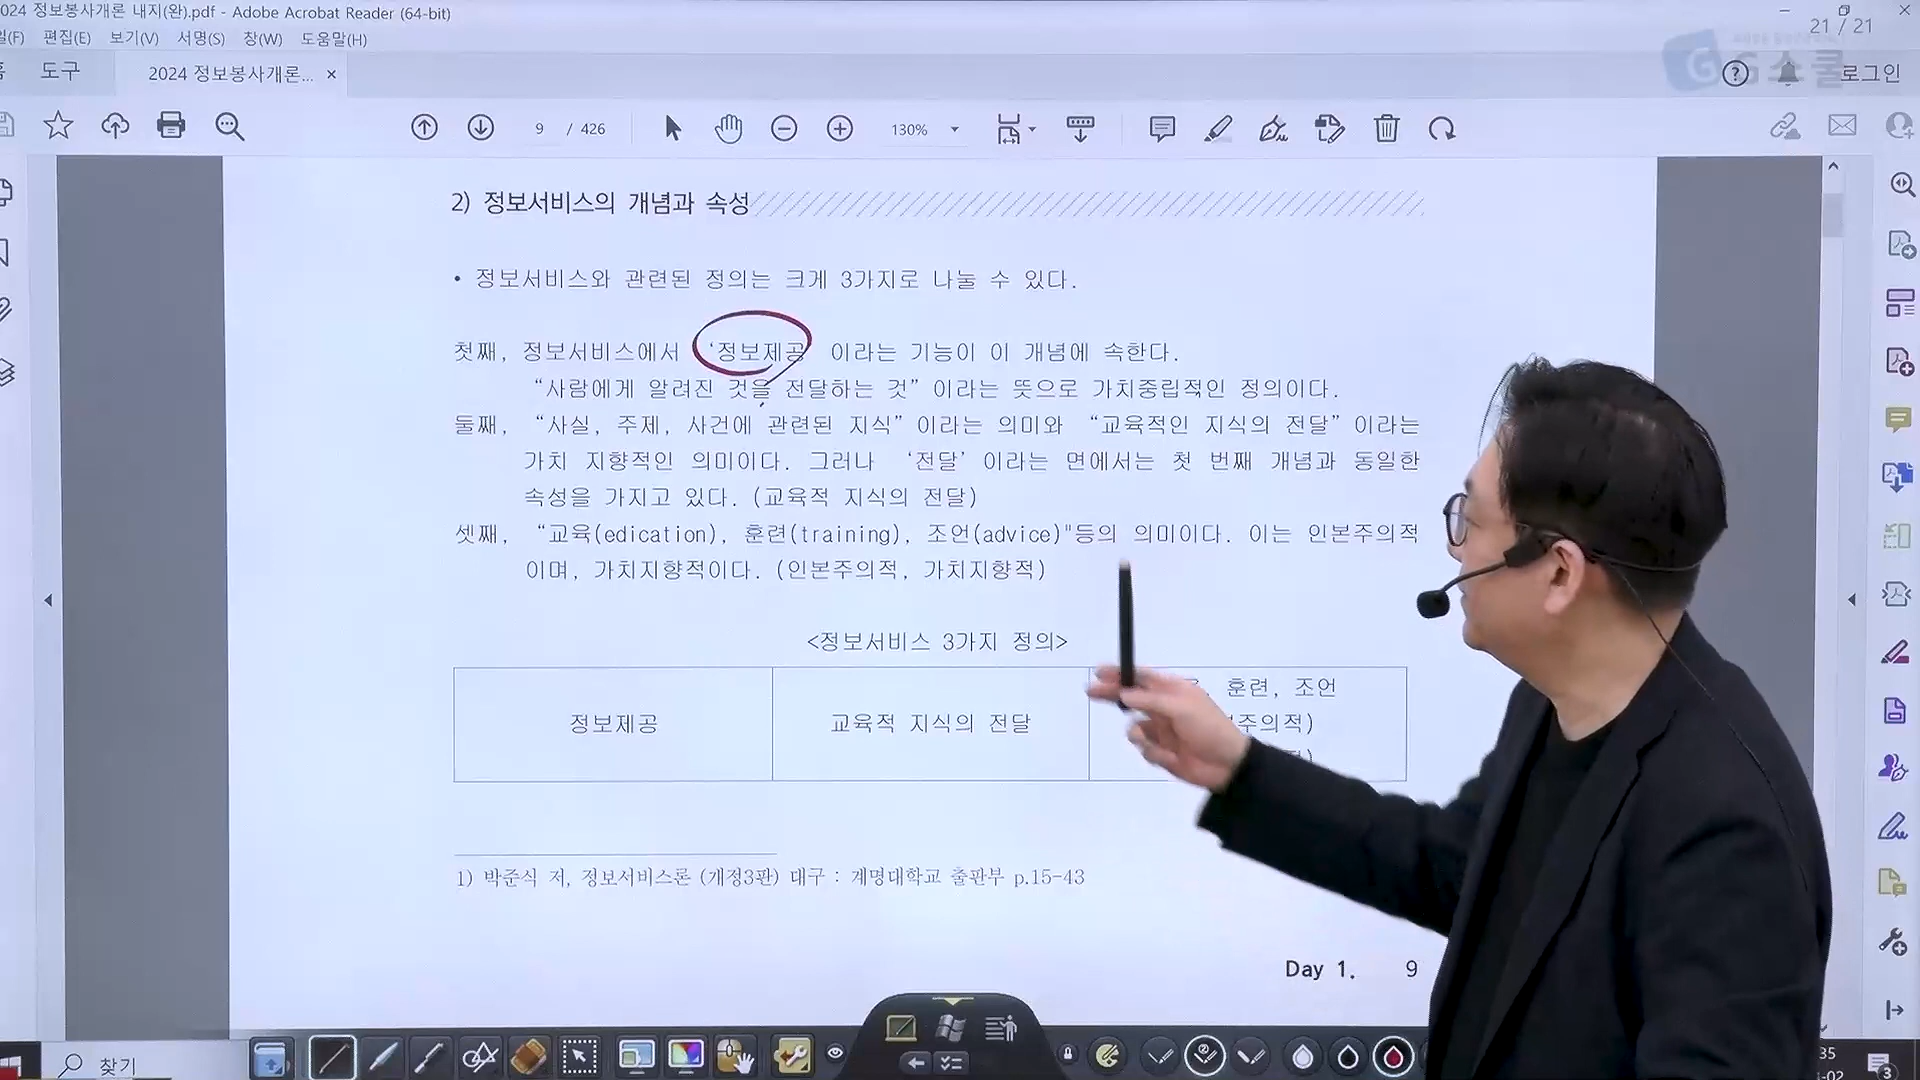 024 정보봉사개론 내지(완).pdf - Adobe Acrobat Reader (64-bit)
편집(E) 보기(V) 서명(S) 창(W) 도움말(H)
21 / 21
도구 2024 정보봉사개론... × G스쿨 로그인
9 / 426 130%
2) 정보서비스의 개념과 속성
• 정보서비스와 관련된 정의는 크게 3가지로 나눌 수 있다.
첫째, 정보서비스에서 ‘정보제공’ 이라는 기능이 이 개념에 속한다.
“사람에게 알려진 것을 전달하는 것” 이라는 뜻으로 가치중립적인 정의이다.
둘째, “사실, 주제, 사건에 관련된 지식” 이라는 의미와 “교육적인 지식의 전달” 이라는
가치 지향적인 의미이다. 그러나 ‘전달’ 이라는 면에서는 첫 번째 개념과 동일한
속성을 가지고 있다. (교육적 지식의 전달)
셋째, “교육(edication), 훈련(training), 조언(advice)"등의 의미이다. 이는 인본주의적
이며, 가치지향적이다. (인본주의적, 가치지향적)
<정보서비스 3가지 정의>
정보제공
교육적 지식의 전달
훈련, 조언
주의적)
1) 박준식 저, 정보서비스론 (개정3판) 대구 : 계명대학교 출판부 p.15-43
Day 1. 9
찾기